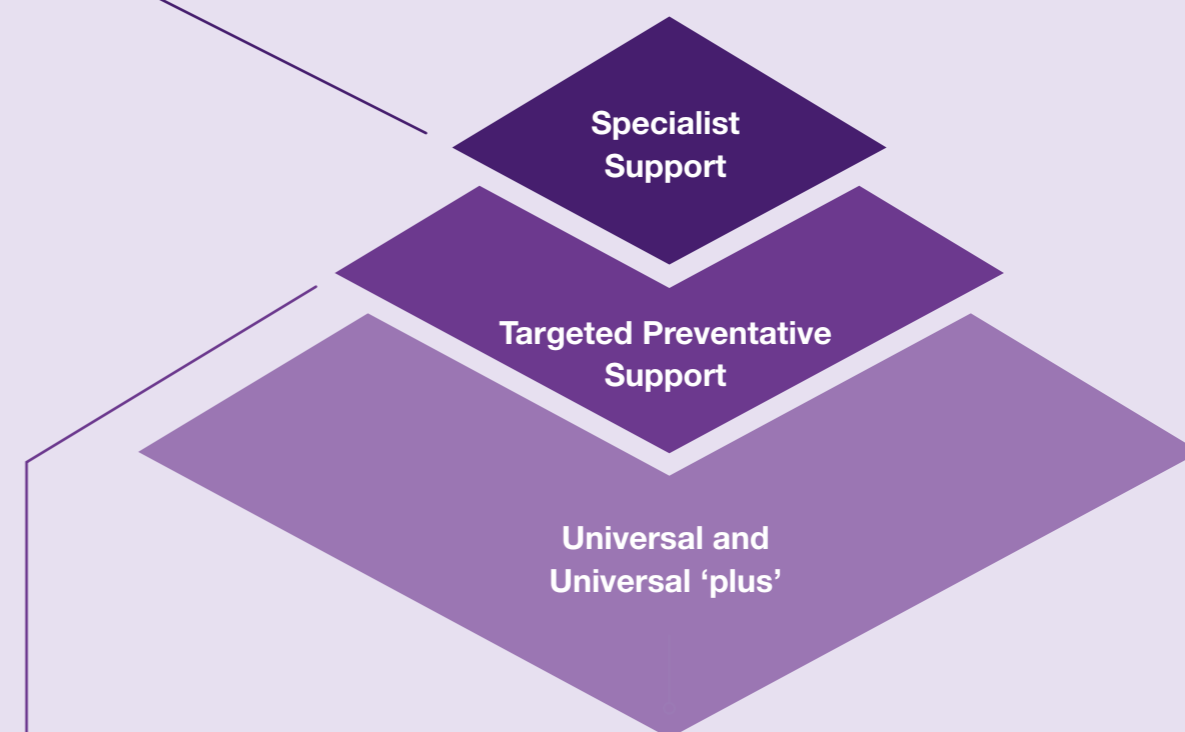 Specialist
Support
Targeted Preventative
Support
Universal and
Universal ‘plus’